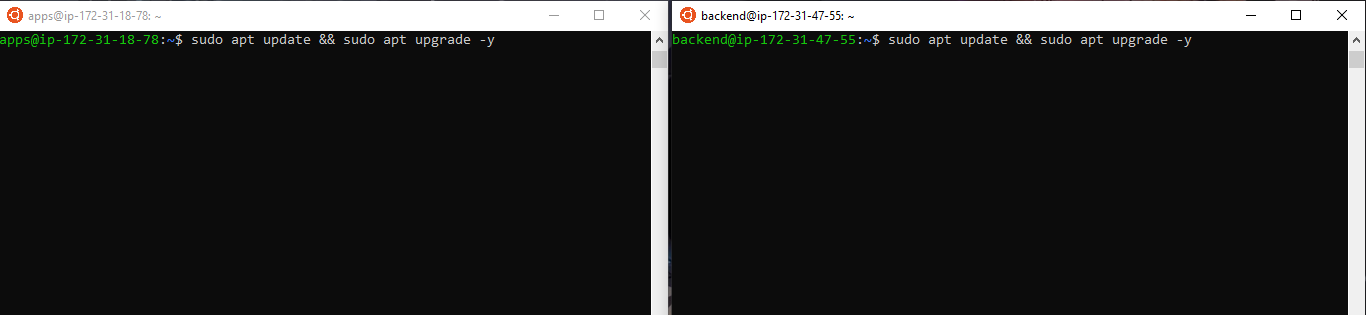 apps@ip-172-31-18-78: ~
apps@ip-172-31-18-78:~$ sudo apt update && sudo apt upgrade -y
backend@ip-172-31-47-55: ~
backend@ip-172-31-47-55:~$ sudo apt update && sudo apt upgrade -y